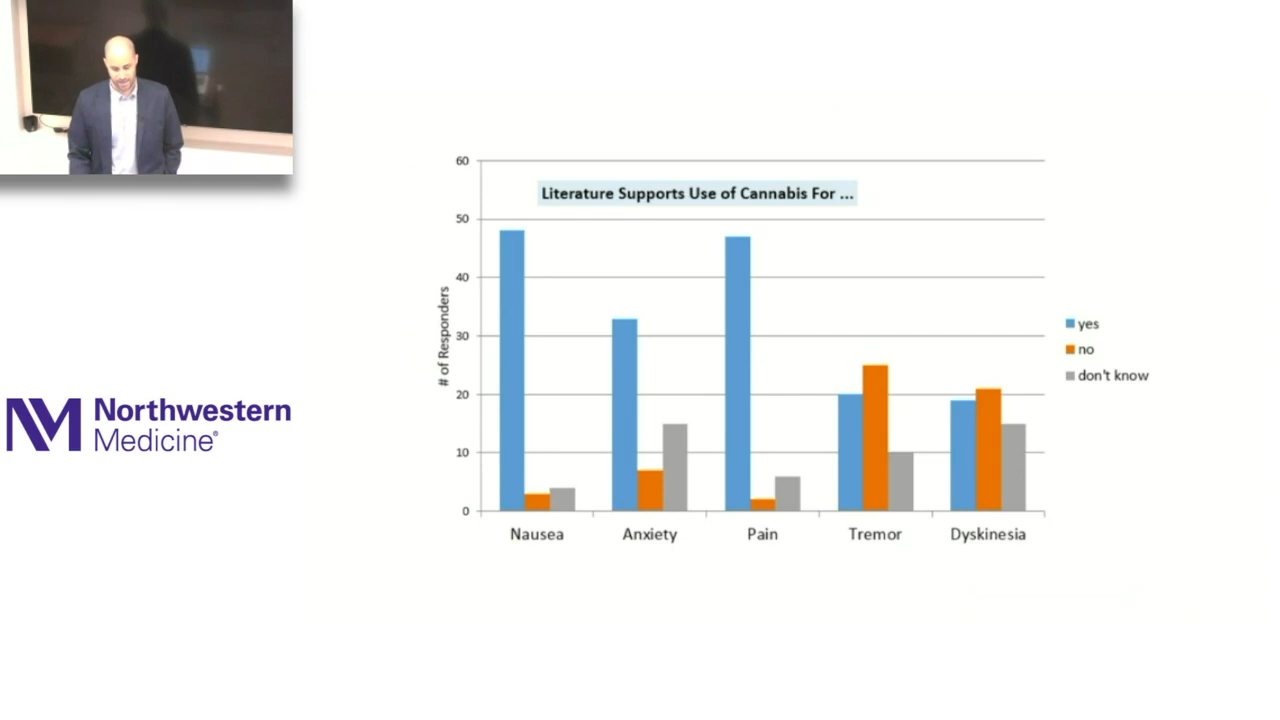 60
Literature Supports Use of Cannabis For ...
50
40
30
20
10
0
# of Responders
Nausea Anxiety Pain Tremor Dyskinesia
yes
no
don't know
NM Northwestern
Medicine®